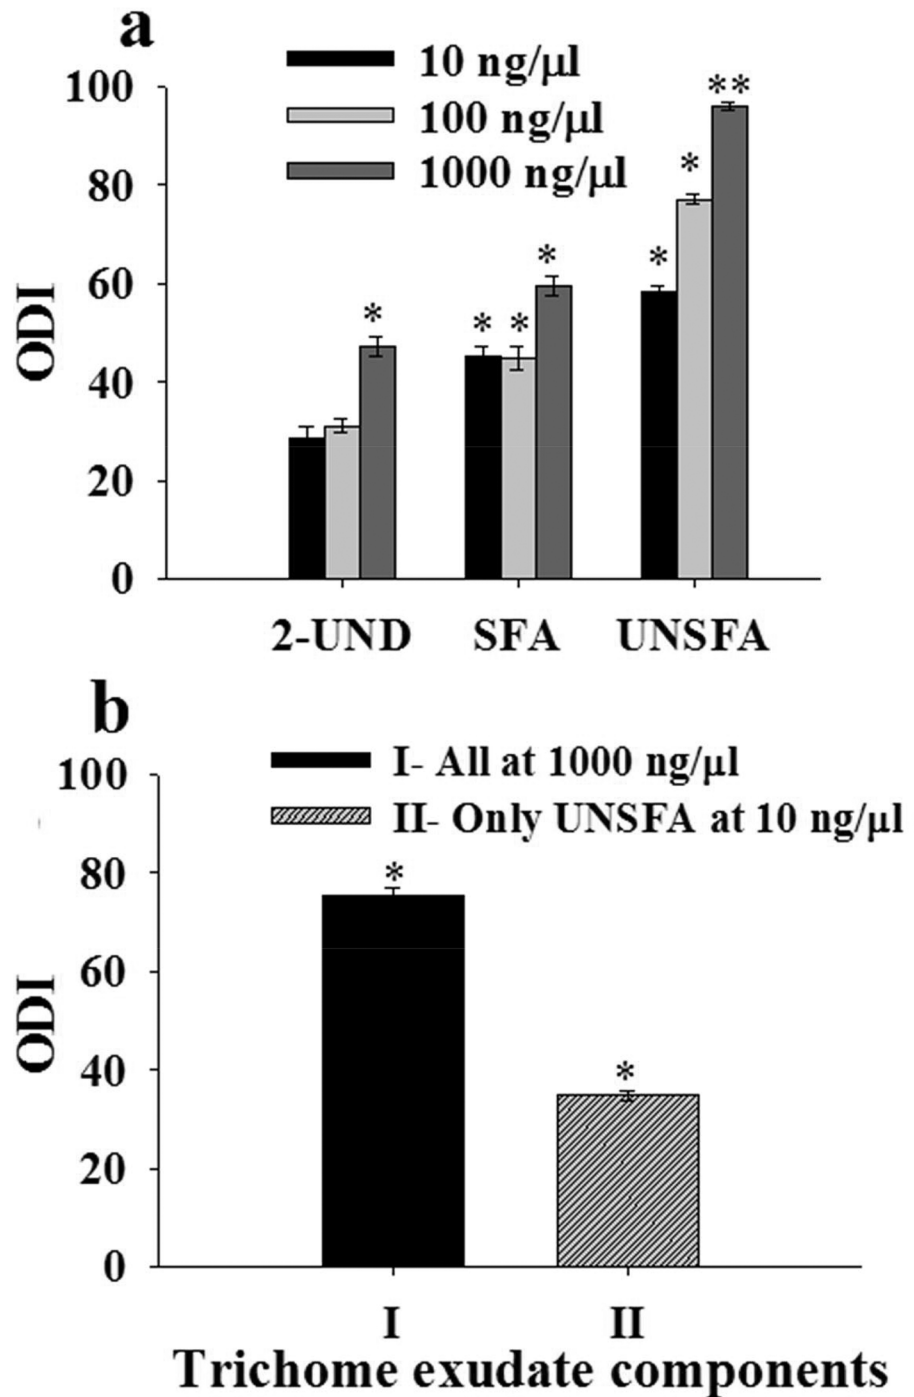 a
10 ng/μl
100 ng/μl
1000 ng/μl
100
80
60
40
20
0
ODI
*
* * *
* * **
2-UND SFA UNSFA
b
I- All at 1000 ng/μl
II- Only UNSFA at 10 ng/μl
100
80
60
40
20
0
ODI
*
*
I II
Trichome exudate components